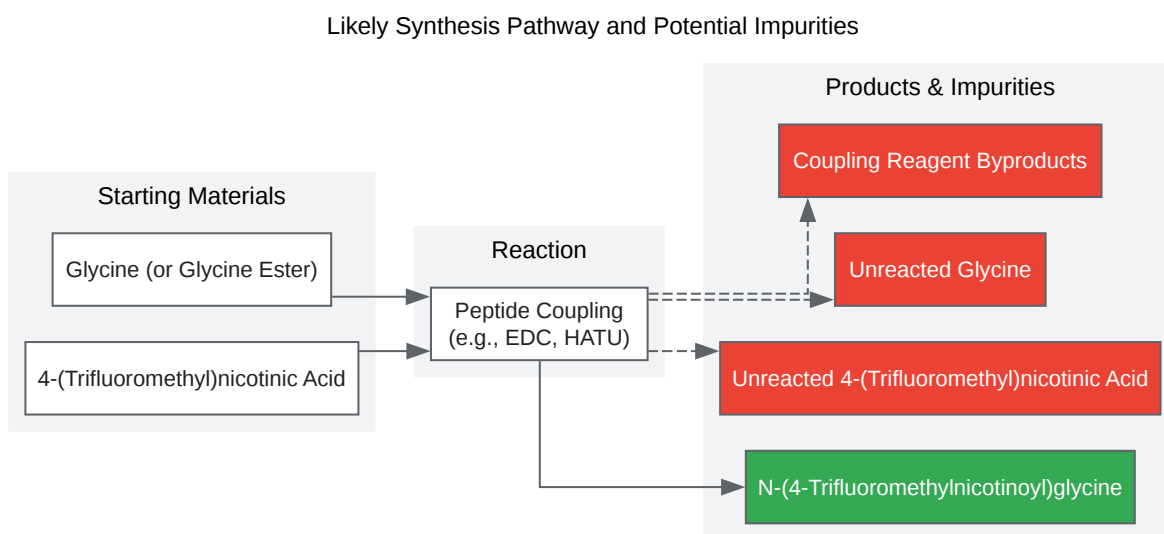 Likely Synthesis Pathway and Potential Impurities
Starting Materials
Glycine (or Glycine Ester)
4-(Trifluoromethyl)nicotinic Acid
Reaction
Peptide Coupling
(e.g., EDC, HATU)
Products & Impurities
Coupling Reagent Byproducts
Unreacted Glycine
Unreacted 4-(Trifluoromethyl)nicotinic Acid
N-(4-Trifluoromethylnicotinoyl)glycine